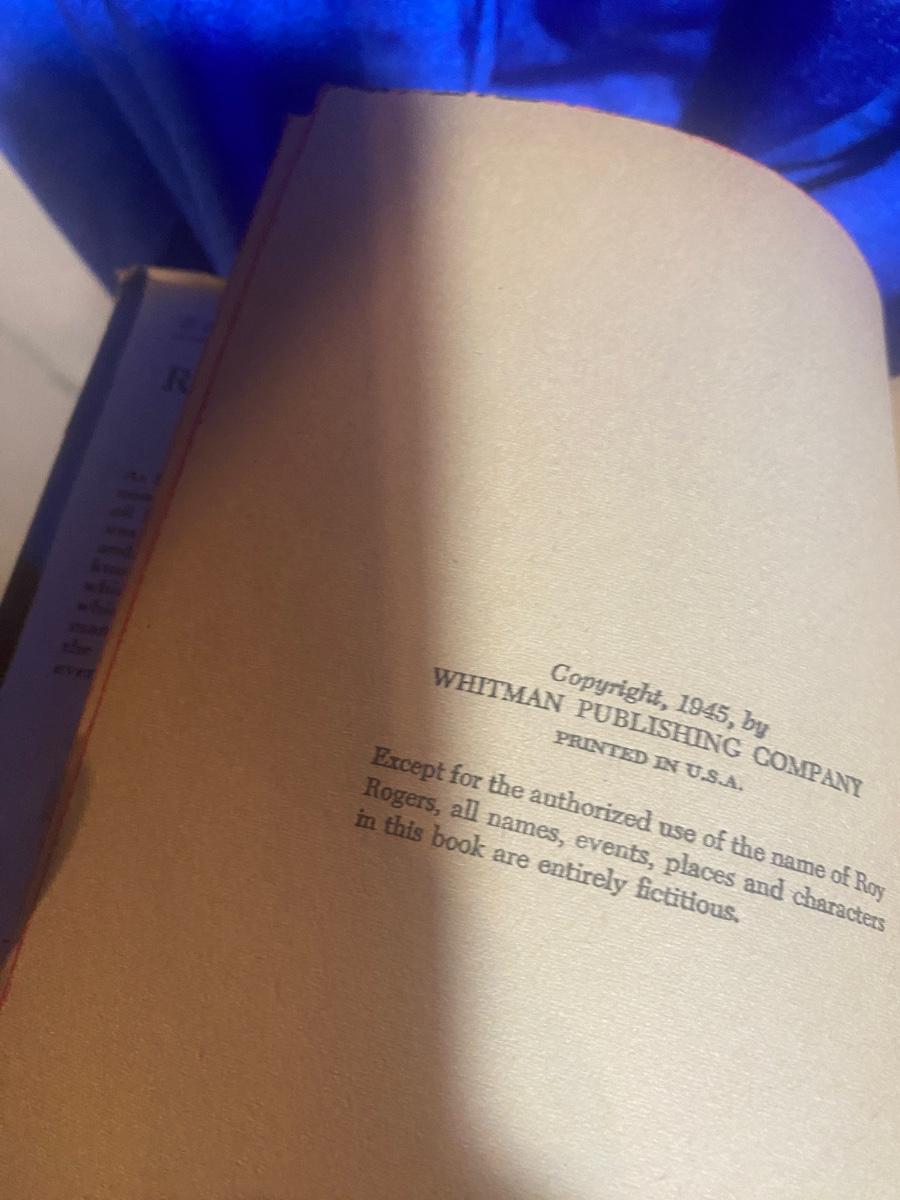 Copyright, 1945, by
WHITMAN PUBLISHING COMPANY
PRINTED IN U.S.A.
Except for the authorized use of the name of Roy
Rogers, all names, events, places and characters
in this book are entirely fictitious.